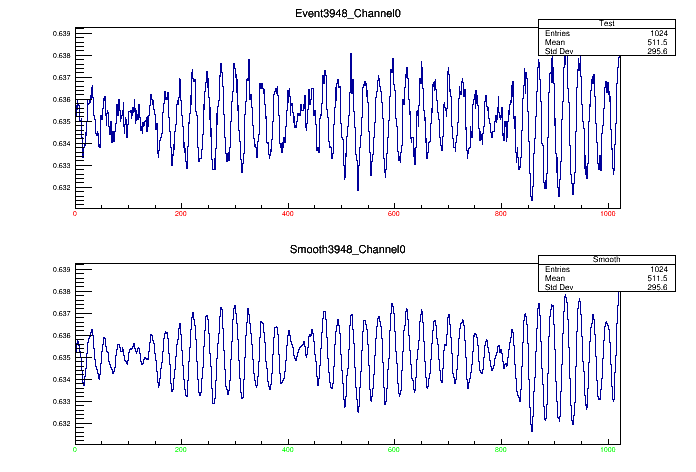 Event3948_Channel0
Test
Entries 1024
Mean 511.5
Std Dev 295.6
0.639
0.638
0.637
0.636
0.635
0.634
0.633
0.632
0 200 400 600 800 1000
Smooth3948_Channel0
Smooth
Entries 1024
Mean 511.5
Std Dev 295.6
0.639
0.638
0.637
0.636
0.635
0.634
0.633
0.632
0 200 400 600 800 1000